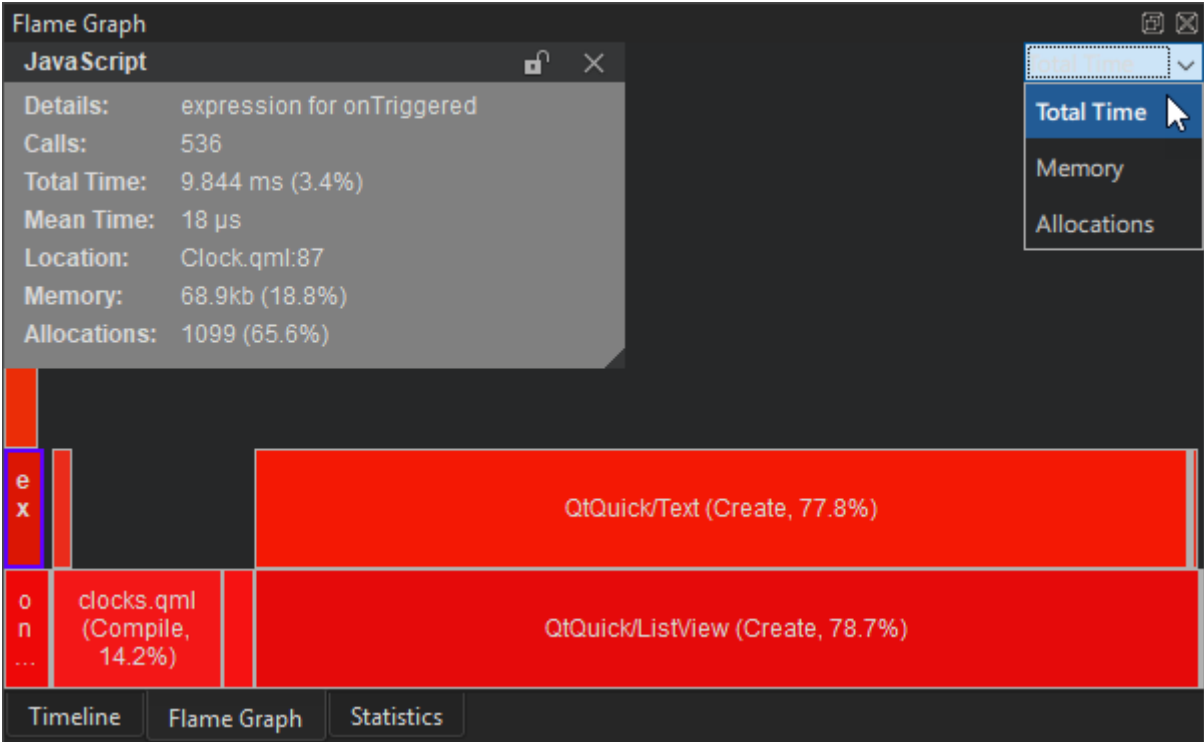 Flame Graph
JavaScript
Total Time
Details: expression for onTriggered
Total Time
Calls: 536
Total Time: 9.844 ms (3.4%)
Memory
Mean Time: 18 µs
Allocations
Location: Clock.qml:87
Memory: 68.9kb (18.8%)
Allocations: 1099 (65.6%)
e
x
QtQuick/Text (Create, 77.8%)
o
n
...
clocks.qml
(Compile,
14.2%)
QtQuick/ListView (Create, 78.7%)
Timeline Flame Graph Statistics